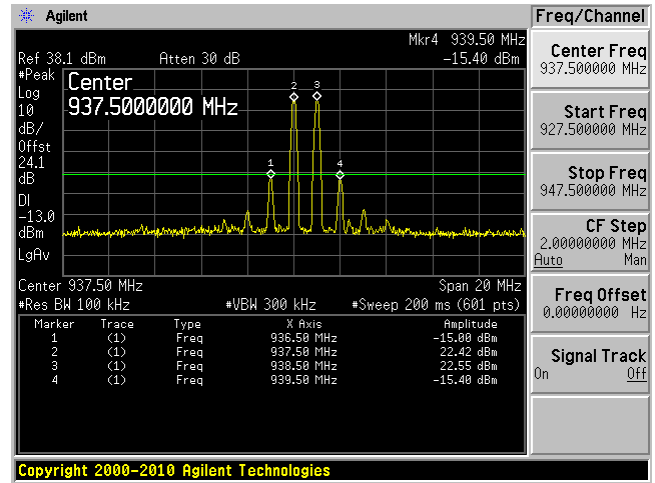 Agilent
Freq/Channel
Mkr4 939.50 MHz
Ref 38.1 dBm Atten 30 dB -15.40 dBm
#Peak
Log
10
dB/
Offst
24.1
dB
DI
-13.0
dBm
LgAv
Center
937.5000000 MHz
1
2
3
4
Center 937.50 MHz Span 20 MHz
#Res BW 100 kHz #VBW 300 kHz #Sweep 200 ms (601 pts)
Marker Trace Type X Axis Amplitude
1 (1) Freq 936.50 MHz -15.00 dBm
2 (1) Freq 937.50 MHz 22.42 dBm
3 (1) Freq 938.50 MHz 22.55 dBm
4 (1) Freq 939.50 MHz -15.40 dBm
Center Freq
937.500000 MHz
Start Freq
927.500000 MHz
Stop Freq
947.500000 MHz
CF Step
2.00000000 MHz
Auto Man
Freq Offset
0.00000000 Hz
Signal Track
On Off
Copyright 2000-2010 Agilent Technologies